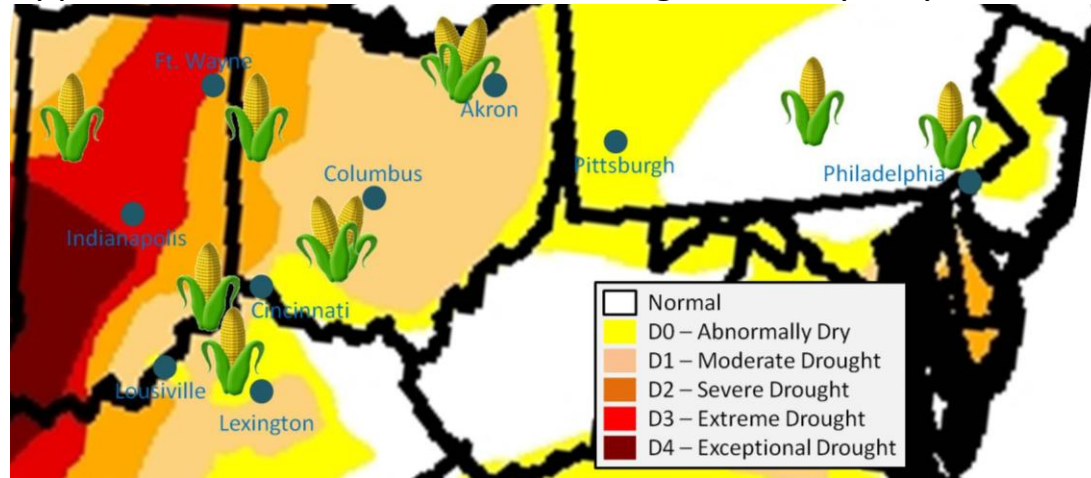 Ft. Wayne
Akron
Pittsburgh
Columbus
Philadelphia
Indianapolis
Cincinnati
Lousiville
Lexington
Normal
D0 – Abnormally Dry
D1 – Moderate Drought
D2 – Severe Drought
D3 – Extreme Drought
D4 – Exceptional Drought